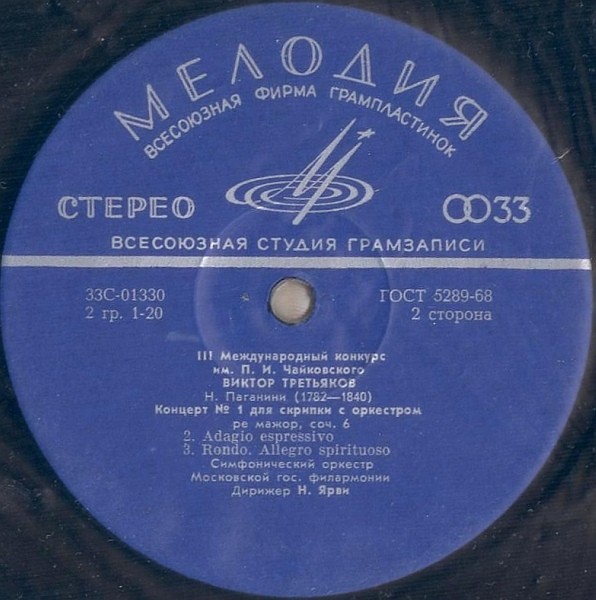 МЕЛОДИЯ
ВСЕСОЮЗНАЯ ФИРМА ГРАМПЛАСТИНОК
СТЕРЕО
33
ВСЕСОЮЗНАЯ СТУДИЯ ГРАМЗАПИСИ
33С-01330
ГОСТ 5289-68
2 гр. 1-20
2 сторона
III Международный конкурс
им. П. И. Чайковского
ВИКТОР ТРЕТЬЯКОВ
Н. Паганини (1782—1840)
Концерт № 1 для скрипки с оркестром
ре мажор, соч. 6
2. Adagio espressivo
3. Rondo. Allegro spirituoso
Симфонический оркестр
Московской гос. филармонии
Дирижер Н. Ярви